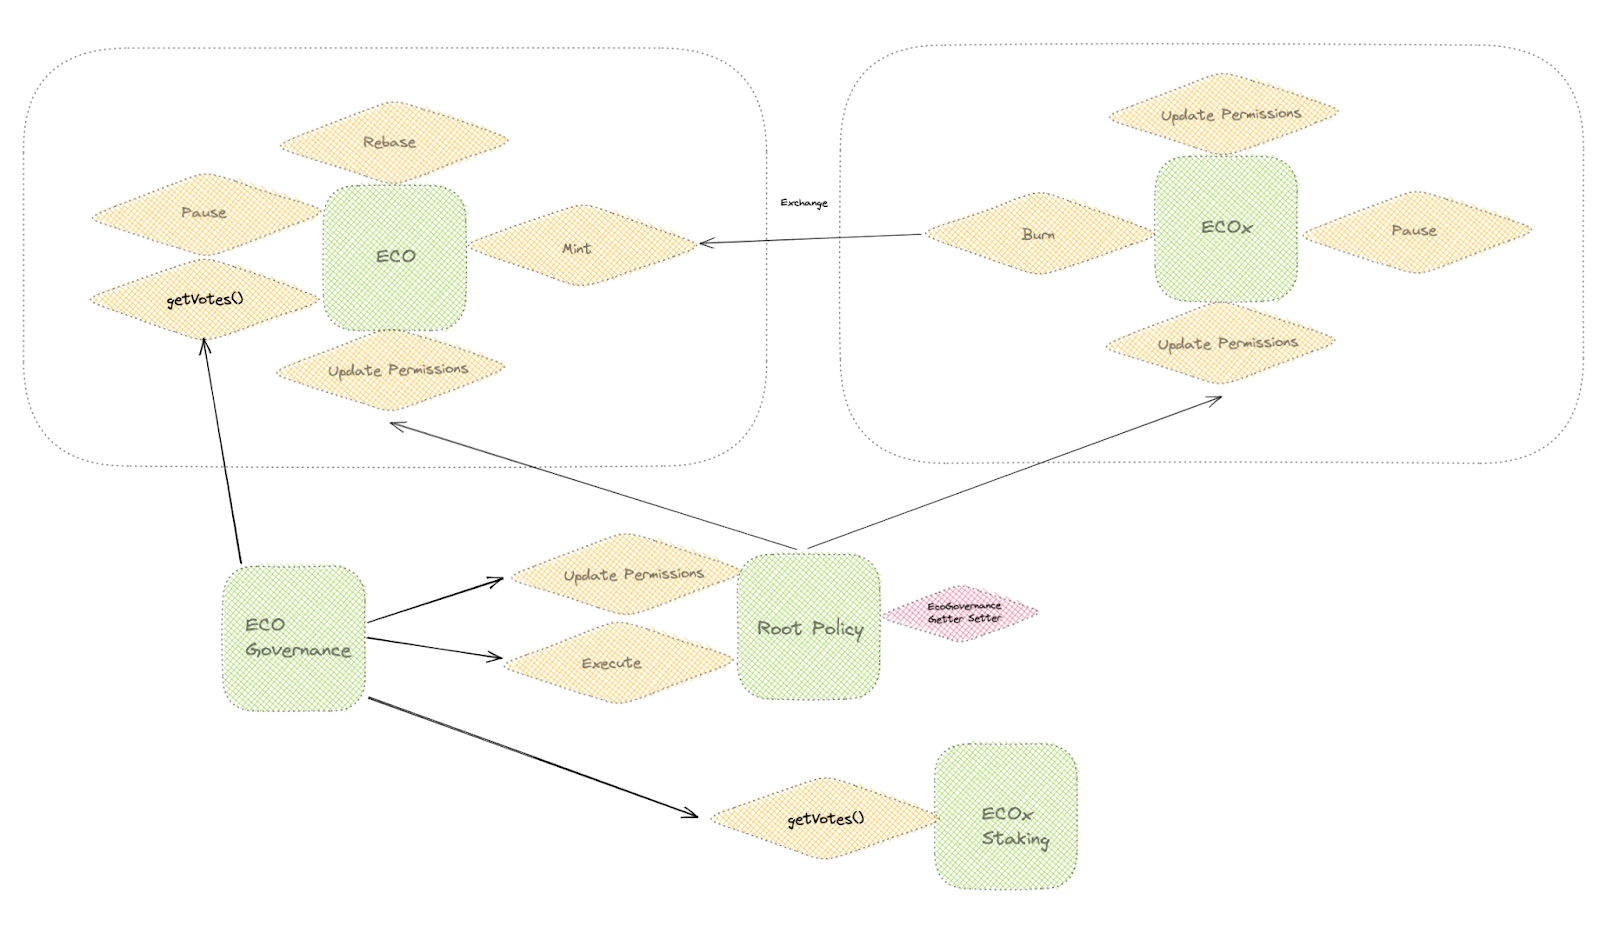 Rebase
Pause
ECO
Mint
getVotes()
Update Permissions
Exchange
Update Permissions
Burn
ECOx
Pause
Update Permissions
ECO
Governance
Update Permissions
Execute
Root Policy
EcoGovernance
Getter Setter
getVotes()
ECOx
Staking